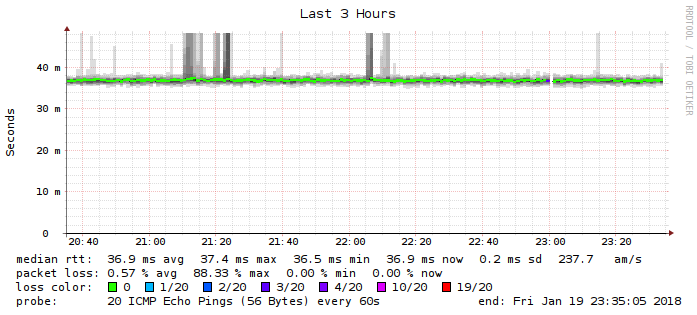 Last 3 Hours
RRDTOOL / TOBI OETIKER
Seconds
40 m
30 m
20 m
10 m
0
20:40 21:00 21:20 21:40 22:00 22:20 22:40 23:00 23:20
median rtt: 36.9 ms avg 37.4 ms max 36.5 ms min 36.9 ms now 0.2 ms sd 237.7 am/s
packet loss: 0.57 % avg 88.33 % max 0.00 % min 0.00 % now
loss color: 0 1/20 2/20 3/20 4/20 10/20 19/20
probe: 20 ICMP Echo Pings (56 Bytes) every 60s end: Fri Jan 19 23:35:05 2018